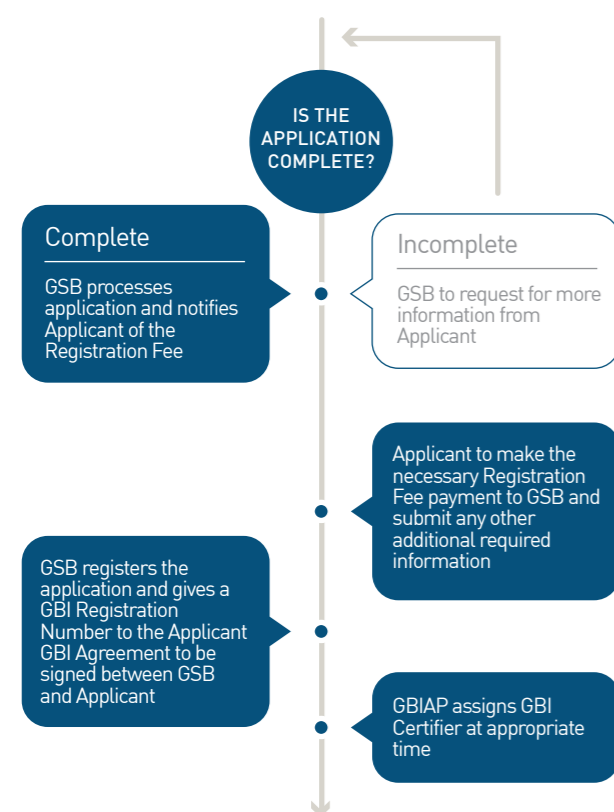 IS THE
APPLICATION
COMPLETE?
Complete
GSB processes
application and notifies
Applicant of the
Registration Fee
Incomplete
GSB to request for more
information from
Applicant
Applicant to make the
necessary Registration
Fee payment to GSB and
submit any other
additional required
information
GSB registers the
application and gives a
GBI Registration
Number to the Applicant
GBI Agreement to be
signed between GSB
and Applicant
GBIAP assigns GBI
Certifier at appropriate
time